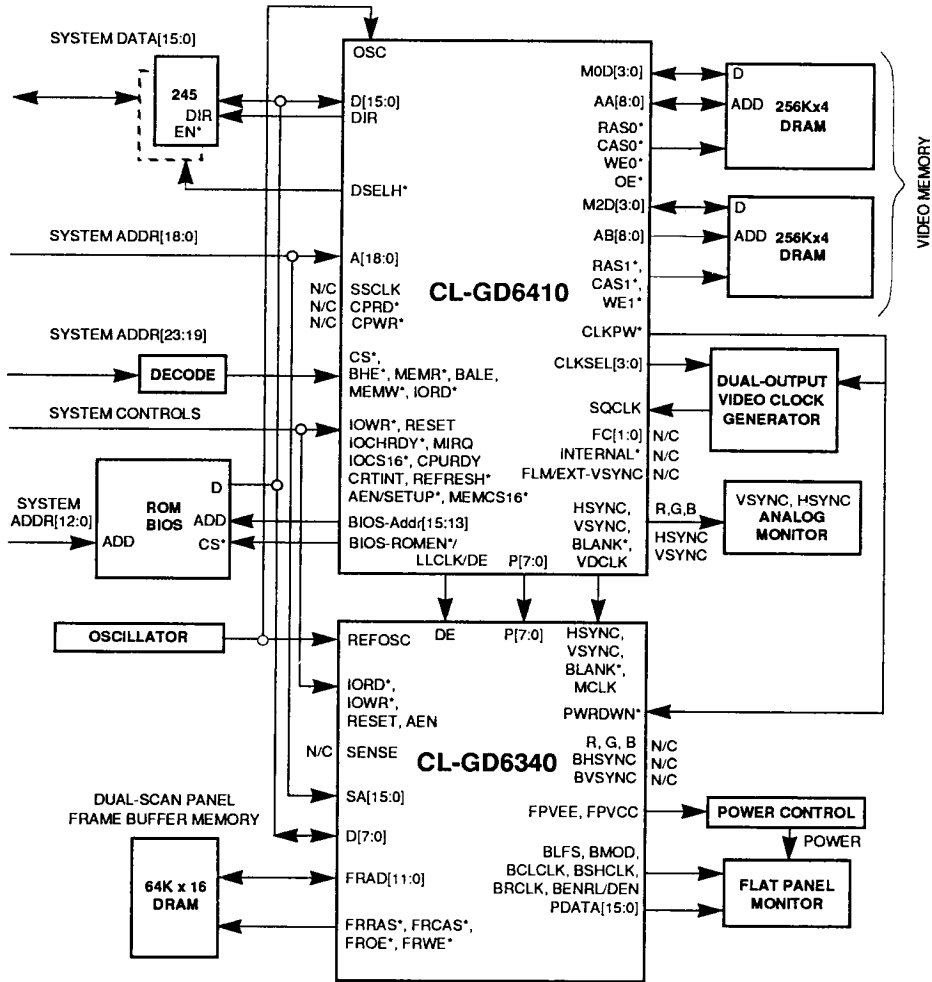 SYSTEM DATA[15:0]
245
DIR
EN*
OSC
D[15:0]
DIR
DSELH*
SYSTEM ADDR[18:0]
A[18:0]
N/C SSCLK
N/C CPRD*
N/C CPWR*
CL-GD6410
SYSTEM ADDR[23:19]
DECODE
CS*,
BHE*, MEMR*, BALE,
MEMW*, IORD*
SYSTEM CONTROLS
IOWR*, RESET
IOCHRDY*, MIRQ
IOCS16*, CPURDY
CRTINT, REFRESH*
AEN/SETUP*, MEMCS16*
SYSTEM
ADDR[12:0]
ROM
BIOS
D
ADD
ADD
CS*
BIOS-Addr[15:13]
BIOS-ROMEN*/
LLCLK/DE
P[7:0]
M0D[3:0]
AA[8:0]
RAS0*
CAS0*
WE0*
OE*
D
ADD
256Kx4
DRAM
M2D[3:0]
AB[8:0]
RAS1*,
CAS1*,
WE1*
D
ADD
256Kx4
DRAM
VIDEO MEMORY
CLKPW*
CLKSEL[3:0]
SQCLK
DUAL-OUTPUT
VIDEO CLOCK
GENERATOR
FC[1:0] N/C
INTERNAL* N/C
FLM/EXT-VSYNC N/C
HSYNC,
VSYNC,
BLANK*,
VDCLK
R,G,B
HSYNC
VSYNC
VSYNC, HSYNC
ANALOG
MONITOR
OSCILLATOR
REFOSC
DE
P[7:0]
HSYNC,
VSYNC,
BLANK*,
MCLK
IORD*,
IOWR*,
RESET, AEN
PWRDWN*
N/C SENSE
CL-GD6340
R, G, B N/C
BHSYNC N/C
BVSYNC N/C
SA[15:0]
DUAL-SCAN PANEL
FRAME BUFFER MEMORY
D[7:0]
64K x 16
DRAM
FRAD[11:0]
FRRAS*, FRCAS*,
FROE*, FRWE*
FPVEE, FPVCC
POWER CONTROL
POWER
BLFS, BMOD,
BCLCLK, BSHCLK,
BRCLK, BENRL/DEN
PDATA[15:0]
FLAT PANEL
MONITOR